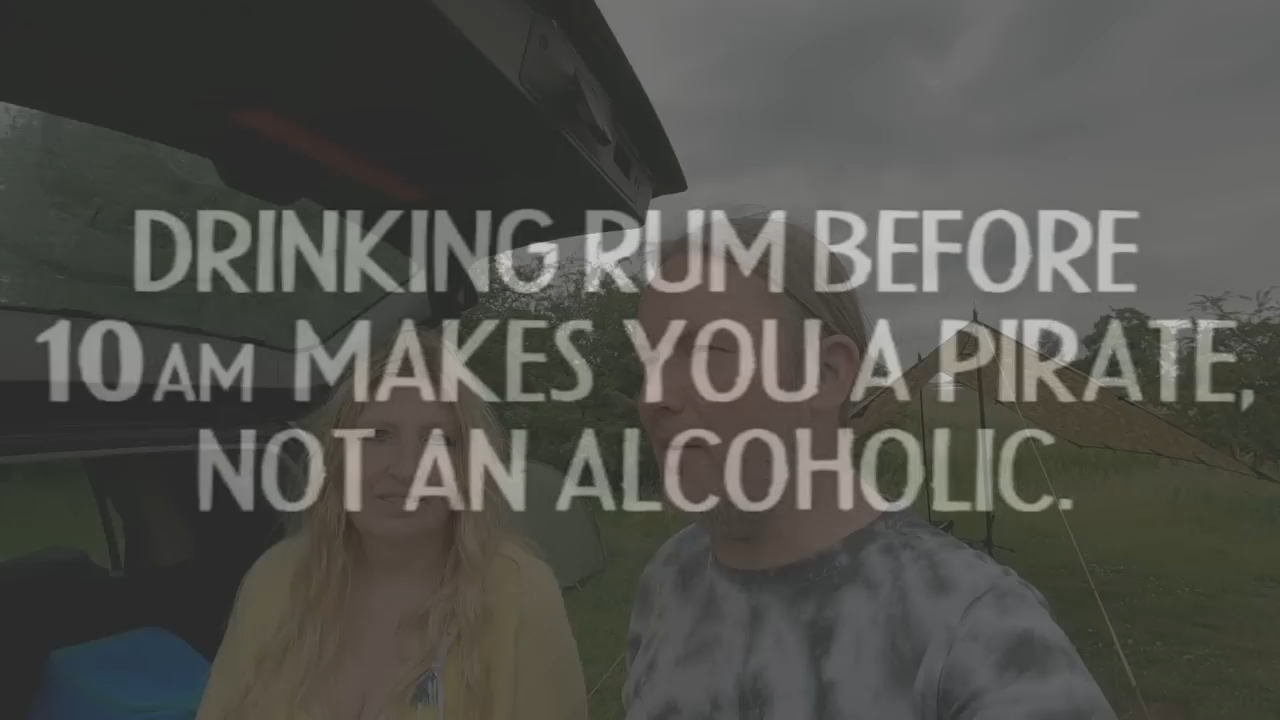 DRINKING RUM BEFORE
10 AM MAKES YOU A PIRATE,
NOT AN ALCOHOLIC.